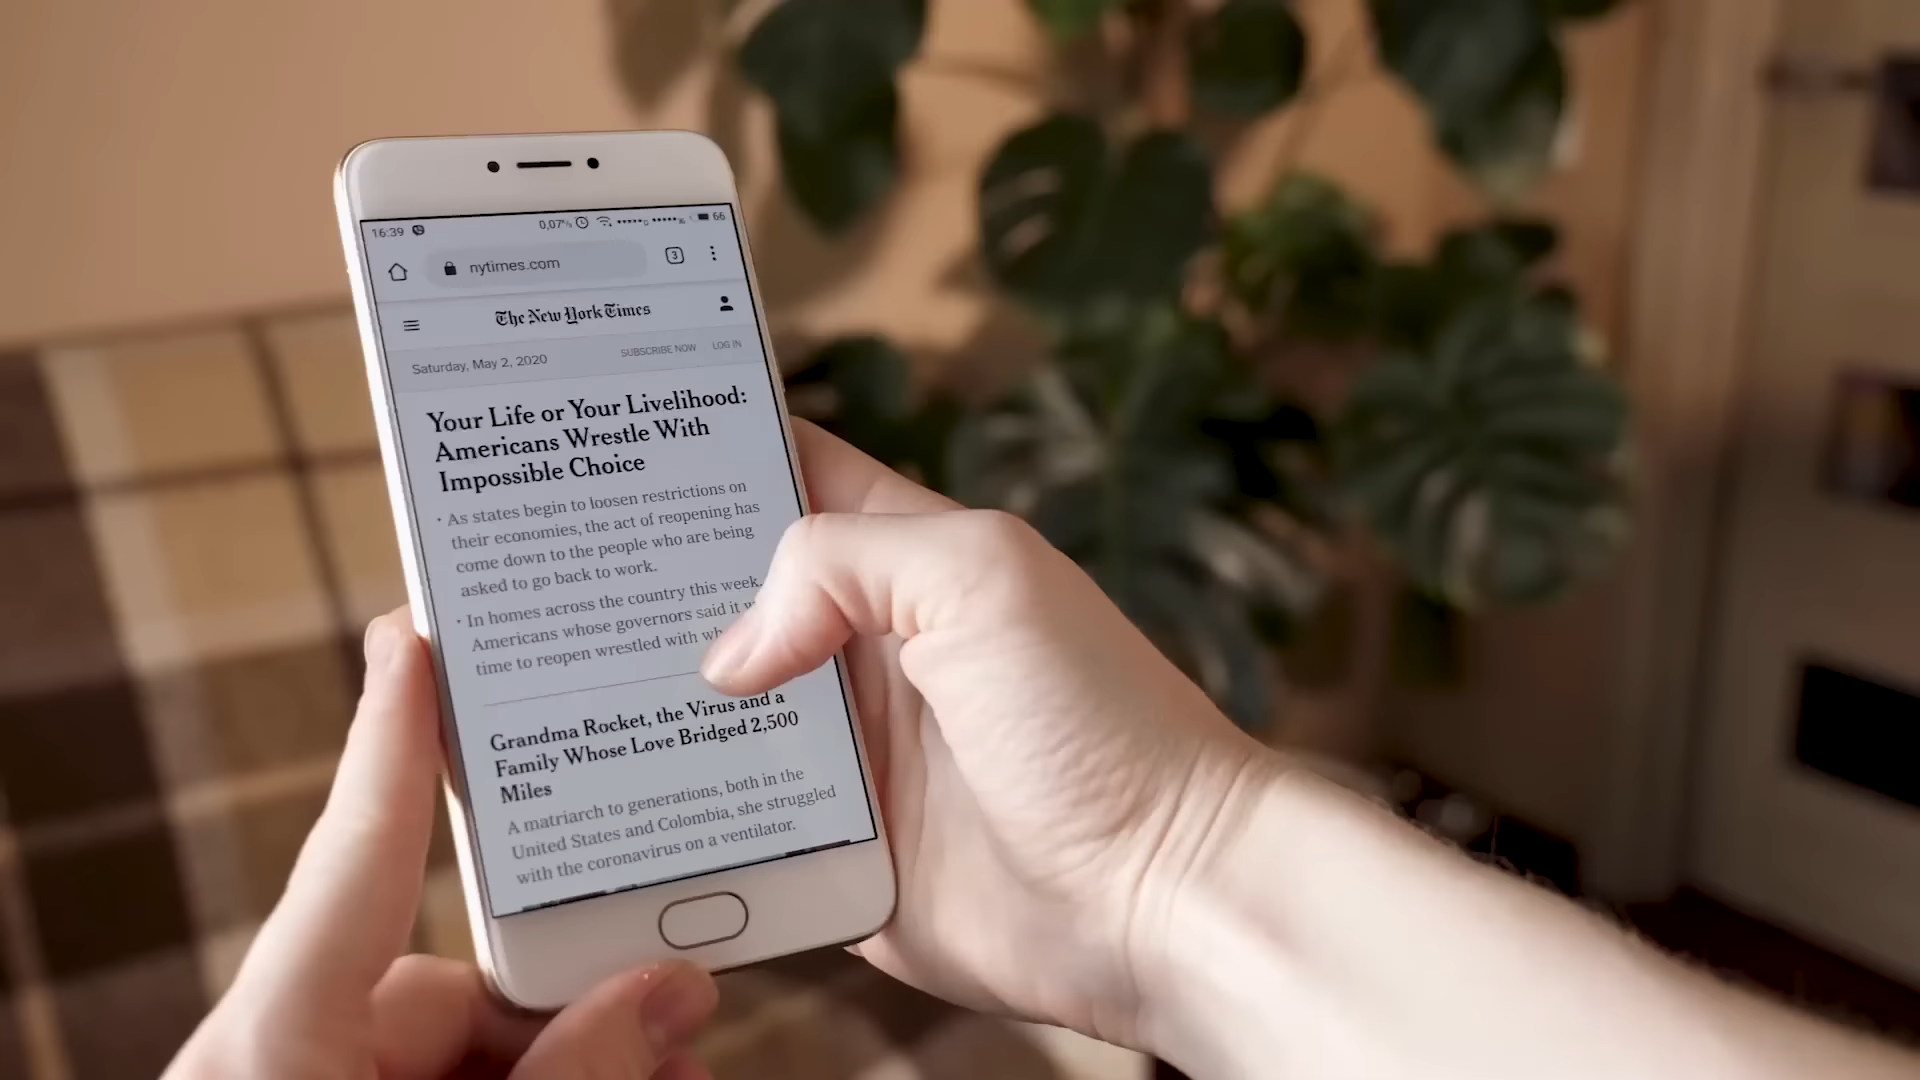 16:39 0,07% 66
nytimes.com 3
The New York Times
Saturday, May 2, 2020 SUBSCRIBE NOW LOG IN
Your Life or Your Livelihood:
Americans Wrestle With
Impossible Choice
· As states begin to loosen restrictions on
their economies, the act of reopening has
come down to the people who are being
asked to go back to work.
· In homes across the country this week,
Americans whose governors said it
time to reopen wrestled with
Grandma Rocket, the Virus and a
Family Whose Love Bridged 2,500
Miles
A matriarch to generations, both in the
United States and Colombia, she struggled
with the coronavirus on a ventilator.